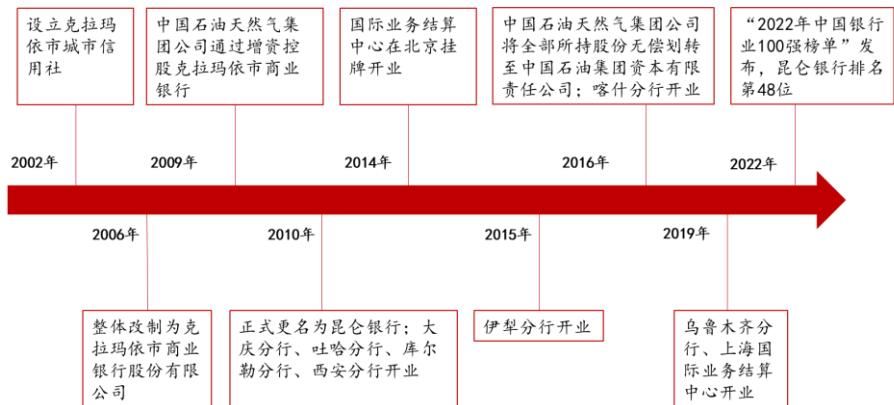 设立克拉玛
依市城市信
用社
中国石油天然气集
团公司通过增资控
股克拉玛依市商业
银行
国际业务结算
中心在北京挂
牌开业
中国石油天然气集团公司
将全部所持股份无偿划转
至中国石油集团资本有限
责任公司；喀什分行开业
“2022年中国银行
业100强榜单”发
布，昆仑银行排名
第48位
2002年
2009年
2014年
2016年
2022年
2006年
2010年
2015年
2019年
整体改制为克
拉玛依市商业
银行股份有限
公司
正式更名为昆仑银行；大
庆分行、吐哈分行、库尔
勒分行、西安分行开业
伊犁分行开业
乌鲁木齐分
行、上海国
际业务结算
中心开业